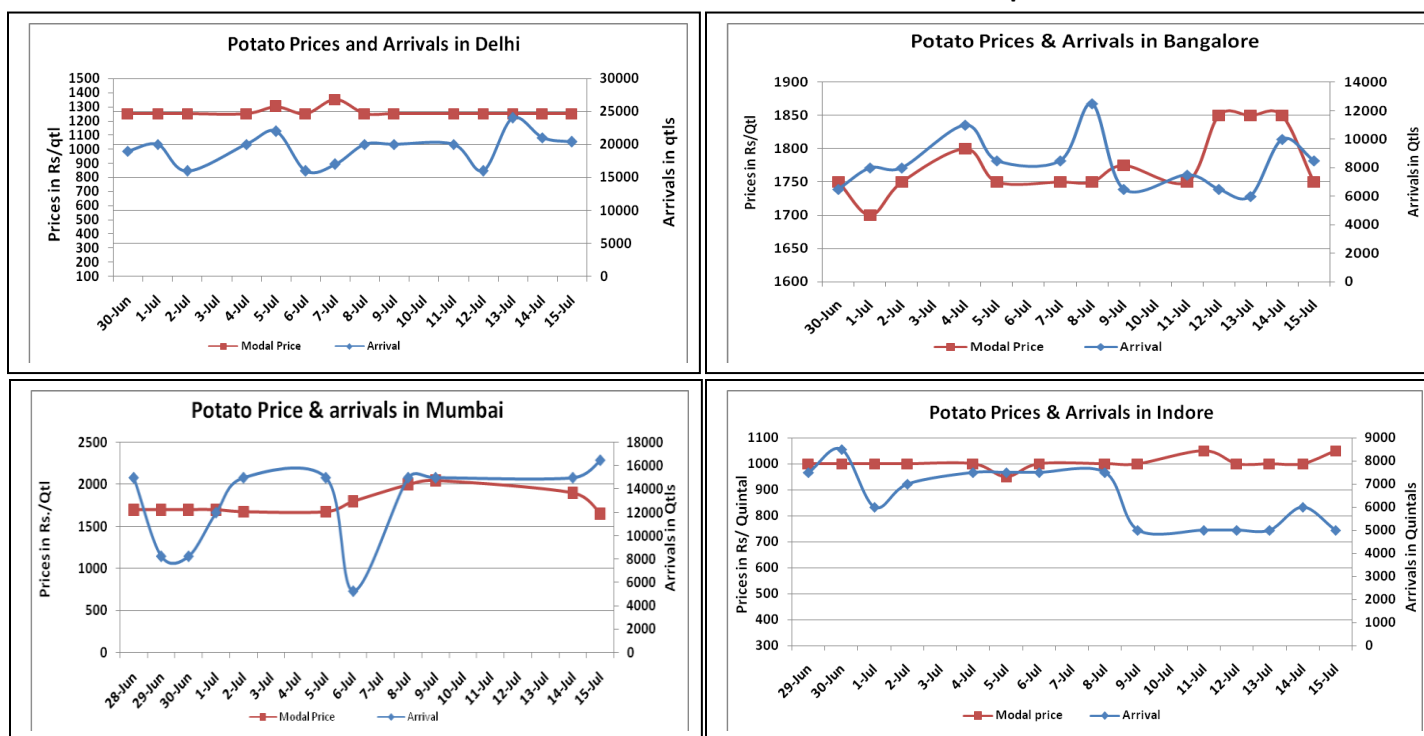 Potato Prices and Arrivals in Delhi
Prices in Rs/qtl
1500
1400
1300
1200
1100
1000
900
800
700
600
500
400
300
200
100
30000
25000
20000
15000
10000
5000
0
Arrivals in qtls
30-Jun
1-Jul
2-Jul
3-Jul
4-Jul
5-Jul
6-Jul
7-Jul
8-Jul
9-Jul
10-Jul
11-Jul
12-Jul
13-Jul
14-Jul
15-Jul
Modal Price
Arrival
Potato Prices & Arrivals in Bangalore
Prices in Rs/Qtl
1900
1850
1800
1750
1700
1650
1600
14000
12000
10000
8000
6000
4000
2000
0
Arrivals in Qtls
30-Jun
1-Jul
2-Jul
3-Jul
4-Jul
5-Jul
6-Jul
7-Jul
8-Jul
9-Jul
10-Jul
11-Jul
12-Jul
13-Jul
14-Jul
15-Jul
Modal Price
Arrival
Potato Price & arrivals in Mumbai
Prices in Rs./Qtl
2500
2000
1500
1000
500
0
18000
16000
14000
12000
10000
8000
6000
4000
2000
0
Arrivals in Qtls
28-Jun
29-Jun
30-Jun
1-Jul
2-Jul
3-Jul
4-Jul
5-Jul
6-Jul
7-Jul
8-Jul
9-Jul
10-Jul
11-Jul
12-Jul
13-Jul
14-Jul
15-Jul
Modal Price
Arrival
Potato Prices & Arrivals in Indore
Prices in Rs/ Quintal
1100
1000
900
800
700
600
500
400
300
9000
8000
7000
6000
5000
4000
3000
2000
1000
0
Arrivals in Quintals
29-Jun
30-Jun
1-Jul
2-Jul
3-Jul
4-Jul
5-Jul
6-Jul
7-Jul
8-Jul
9-Jul
10-Jul
11-Jul
12-Jul
13-Jul
14-Jul
15-Jul
Modal price
Arrival